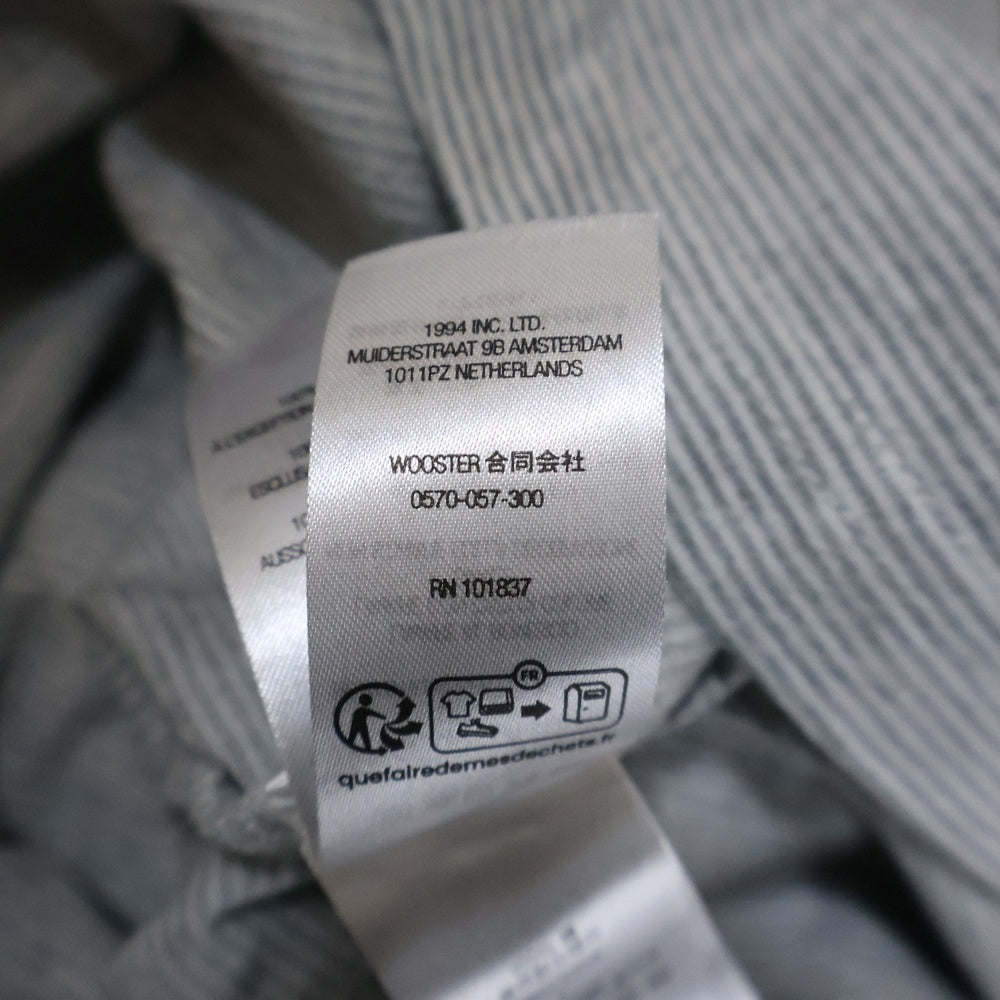 1994 INC. LTD.
MUIDERSTRAAT 9B AMSTERDAM
1011PZ NETHERLANDS
WOOSTER 合同会社
0570-057-300
RN 101837
FR
quefairedemesdechets.fr